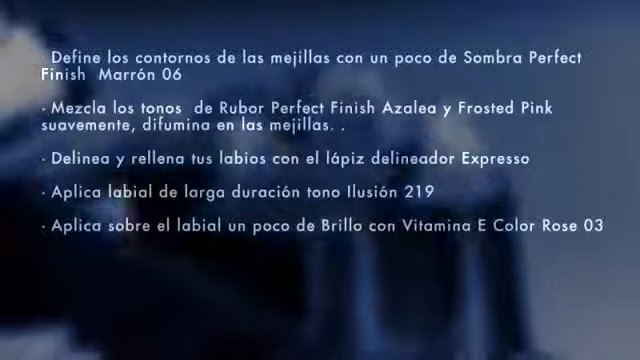 Define los contornos de las mejillas con un poco de Sombra Perfect
Finish Marrón 06
· Mezcla los tonos de Rubor Perfect Finish Azalea y Frosted Pink
suavemente, difumina en las mejillas. .
· Delinea y rellena tus labios con el lápiz delineador Expresso
· Aplica labial de larga duración tono Ilusión 219
· Aplica sobre el labial un poco de Brillo con Vitamina E Color Rose 03